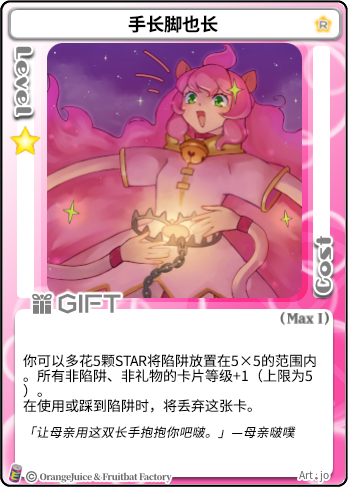 手长脚也长
R
Level
Cost
GIFT
(Max 1)
你可以多花5颗STAR将陷阱放置在5×5的范围内
。所有非陷阱、非礼物的卡片等级+1（上限为5
）。
在使用或踩到陷阱时，将丢弃这张卡。
「让母亲用这双长手抱抱你吧啵。」—母亲啵噗
© OrangeJuice & Fruitbat Factory
Art.jo